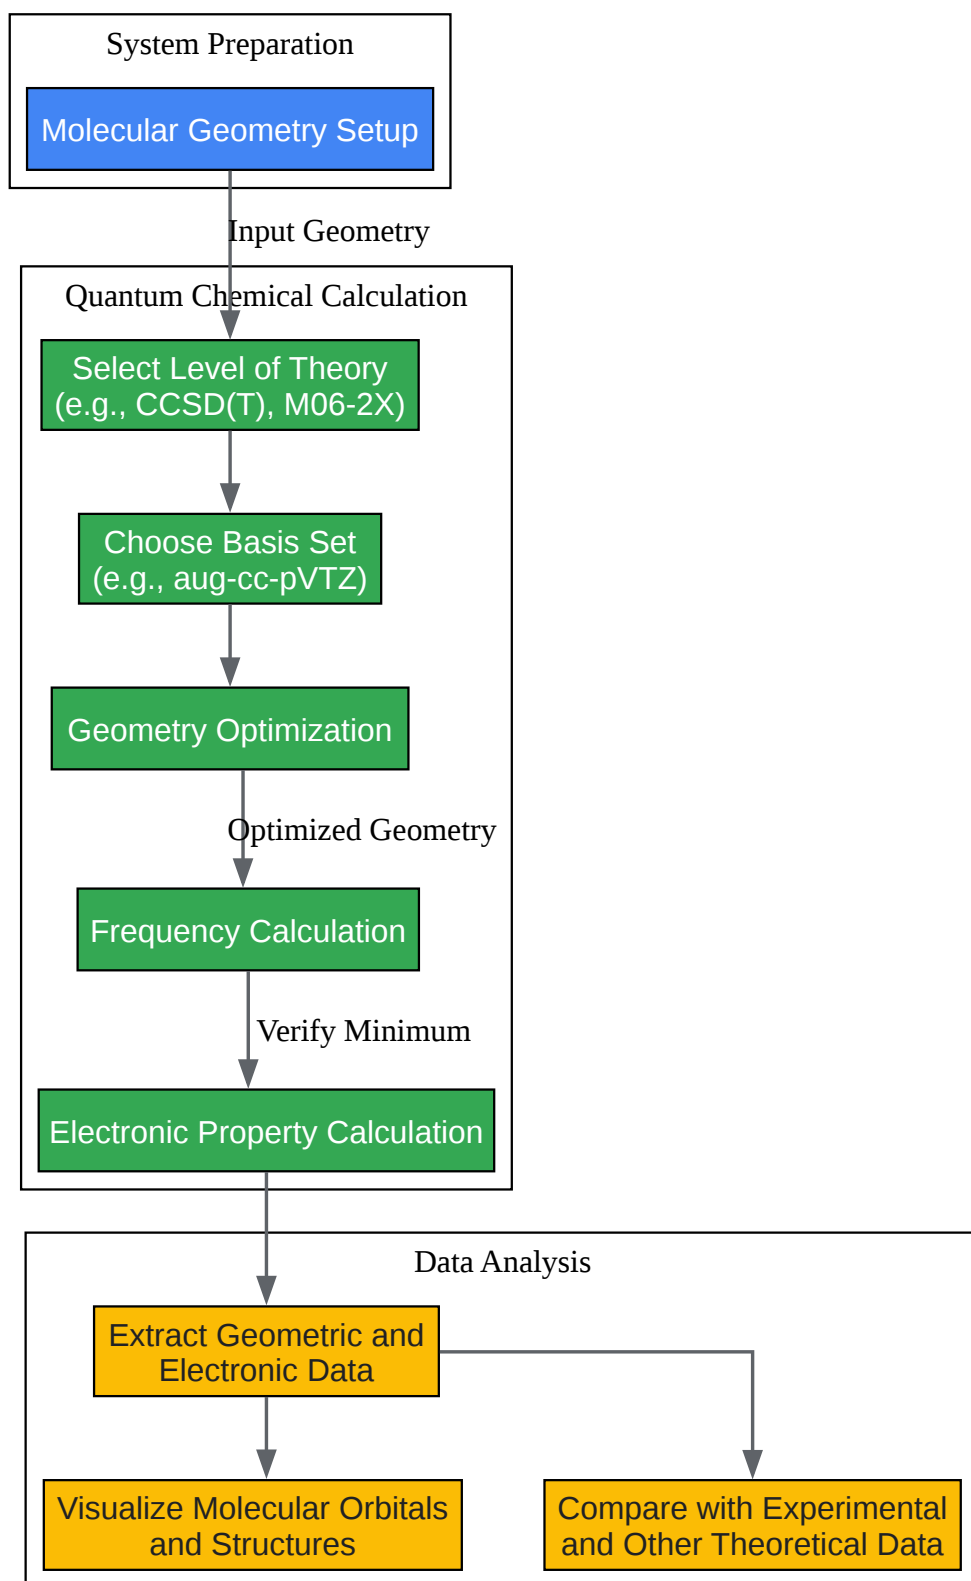 System Preparation
Molecular Geometry Setup
Input Geometry
Quantum Chemical Calculation
Select Level of Theory
(e.g., CCSD(T), M06-2X)
Choose Basis Set
(e.g., aug-cc-pVTZ)
Geometry Optimization
Optimized Geometry
Frequency Calculation
Verify Minimum
Electronic Property Calculation
Data Analysis
Extract Geometric and
Electronic Data
Visualize Molecular Orbitals
and Structures
Compare with Experimental
and Other Theoretical Data